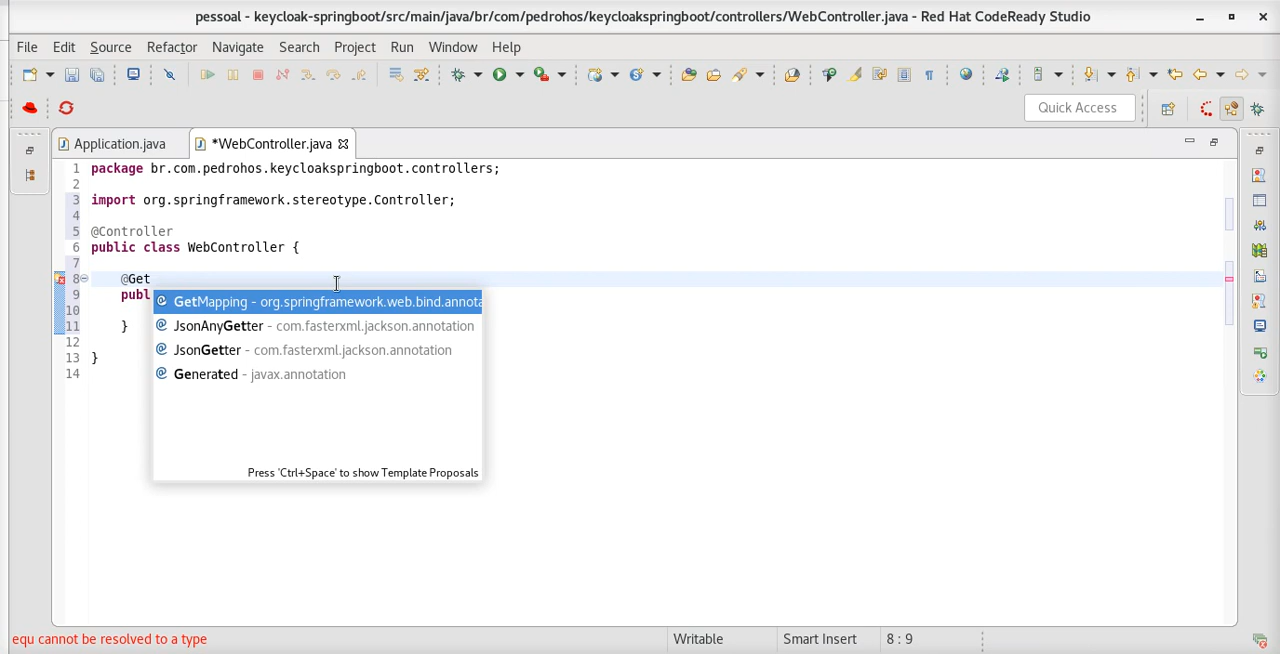 pessoal - keycloak-springboot/src/main/java/br/com/pedrohos/keycloakspringboot/controllers/WebController.java - Red Hat CodeReady Studio
File Edit Source Refactor Navigate Search Project Run Window Help
Quick Access
Application.java *WebController.java
1 package br.com.pedrohos.keycloakspringboot.controllers;
2
3 import org.springframework.stereotype.Controller;
4
5 @Controller
6 public class WebController {
7
8 @Get
9 publ
10
11 }
12
13 }
14
GetMapping - org.springframework.web.bind.annota
JsonAnyGetter - com.fasterxml.jackson.annotation
JsonGetter - com.fasterxml.jackson.annotation
Generated - javax.annotation
Press 'Ctrl+Space' to show Template Proposals
equ cannot be resolved to a type Writable Smart Insert 8 : 9